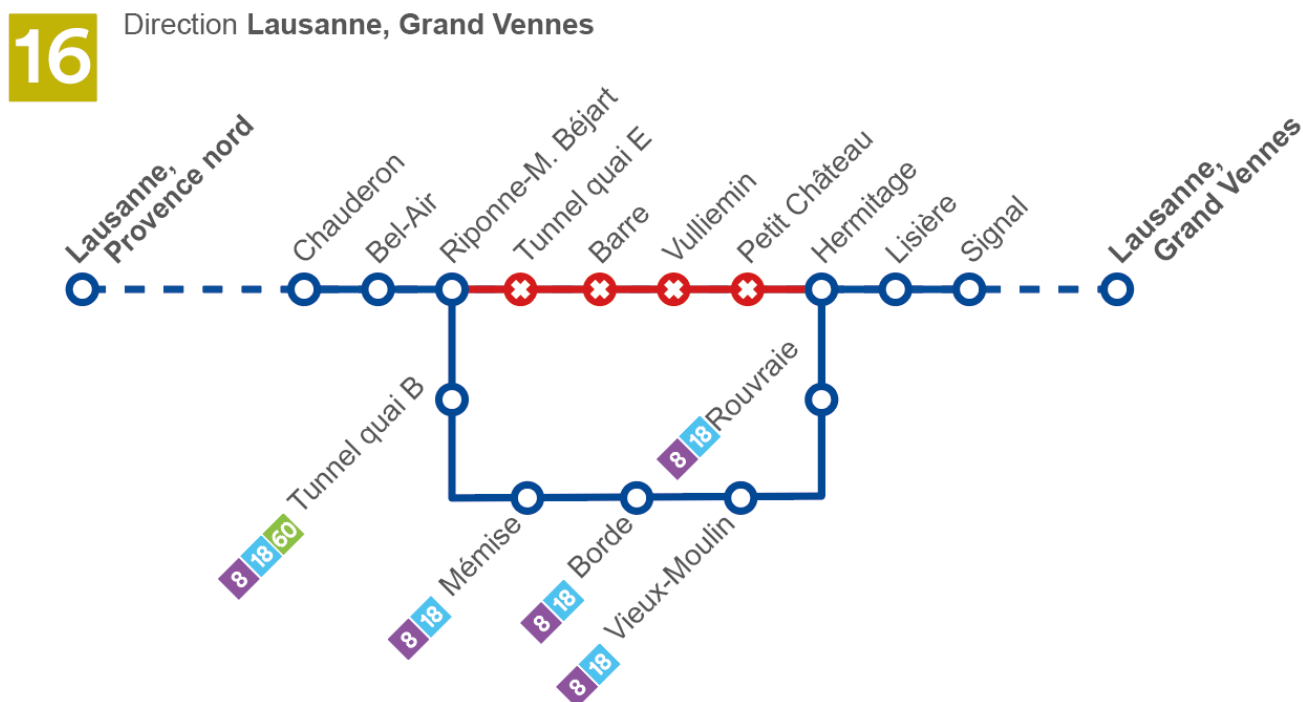 16
Direction Lausanne, Grand Vennes
Lausanne,
Provence nord
Chauderon
Bel-Air
Riponne-M. Béjart
Tunnel quai E
Barre
Vulliemin
Petit Château
Hermitage
Lisière
Signal
Lausanne,
Grand Vennes
8 18 60 Tunnel quai B
8 18 Mémise
8 18 Borde
8 18 Vieux-Moulin
8 18 Rouvraie